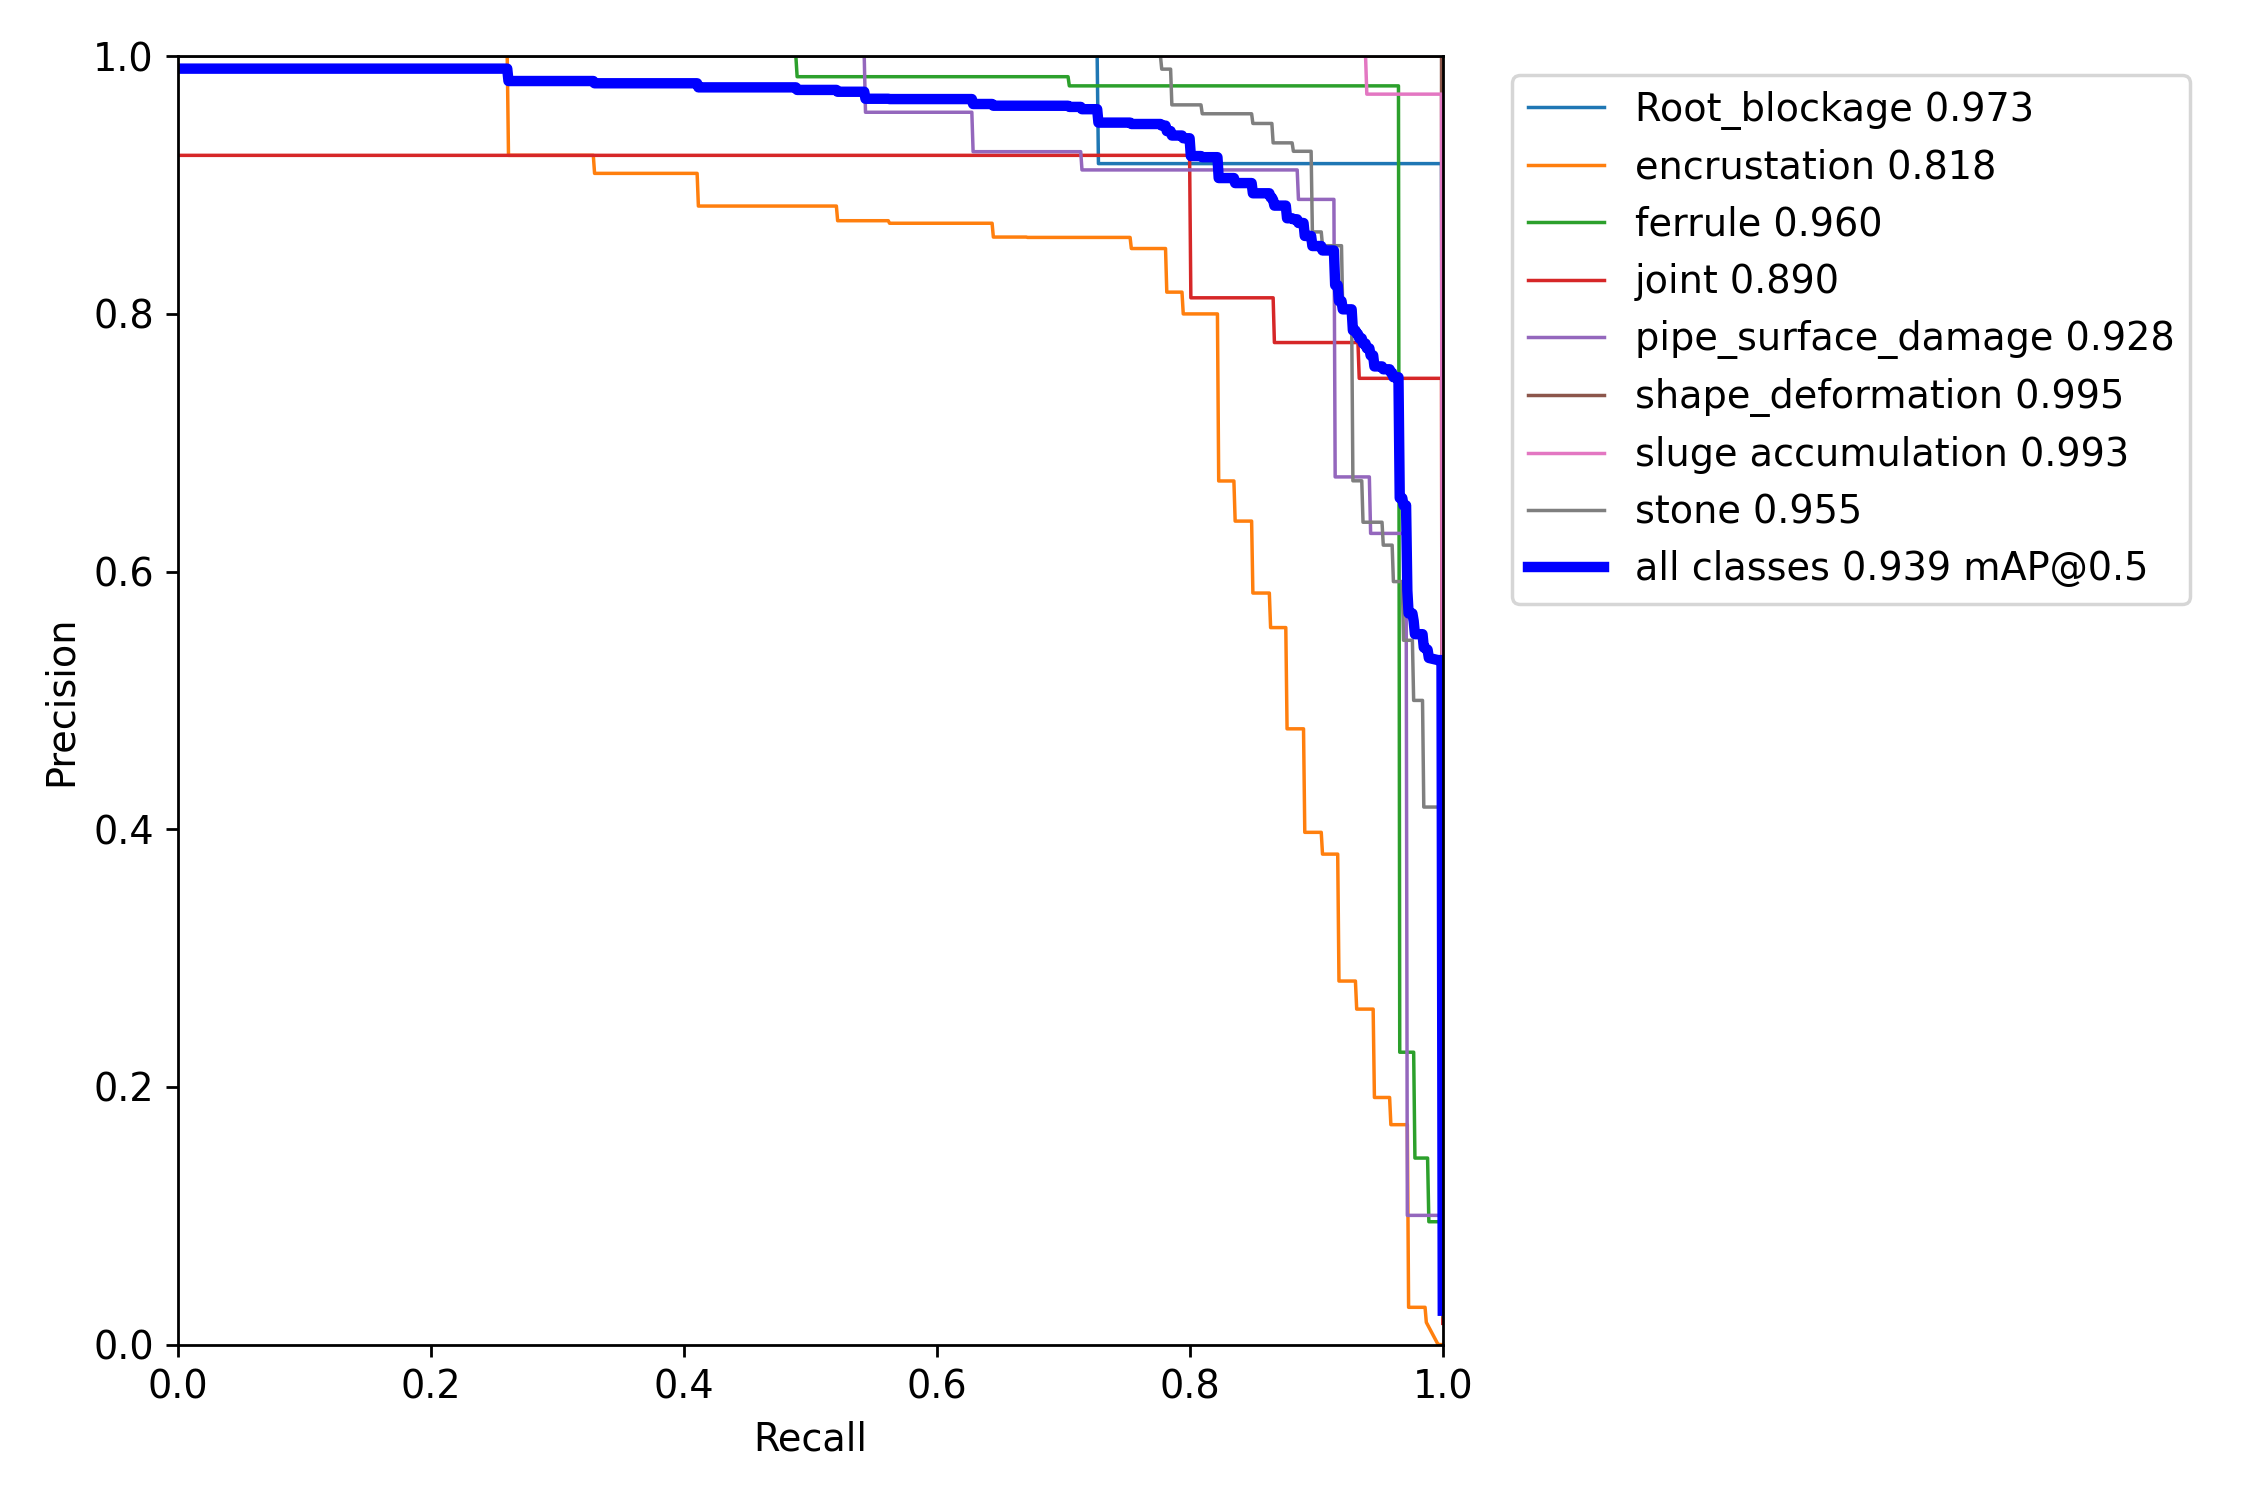 1.0
0.8
0.6
0.4
0.2
0.0
Precision
0.0 0.2 0.4 0.6 0.8 1.0
Recall
Root_blockage 0.973
encrustation 0.818
ferrule 0.960
joint 0.890
pipe_surface_damage 0.928
shape_deformation 0.995
sluge accumulation 0.993
stone 0.955
all classes 0.939 mAP@0.5